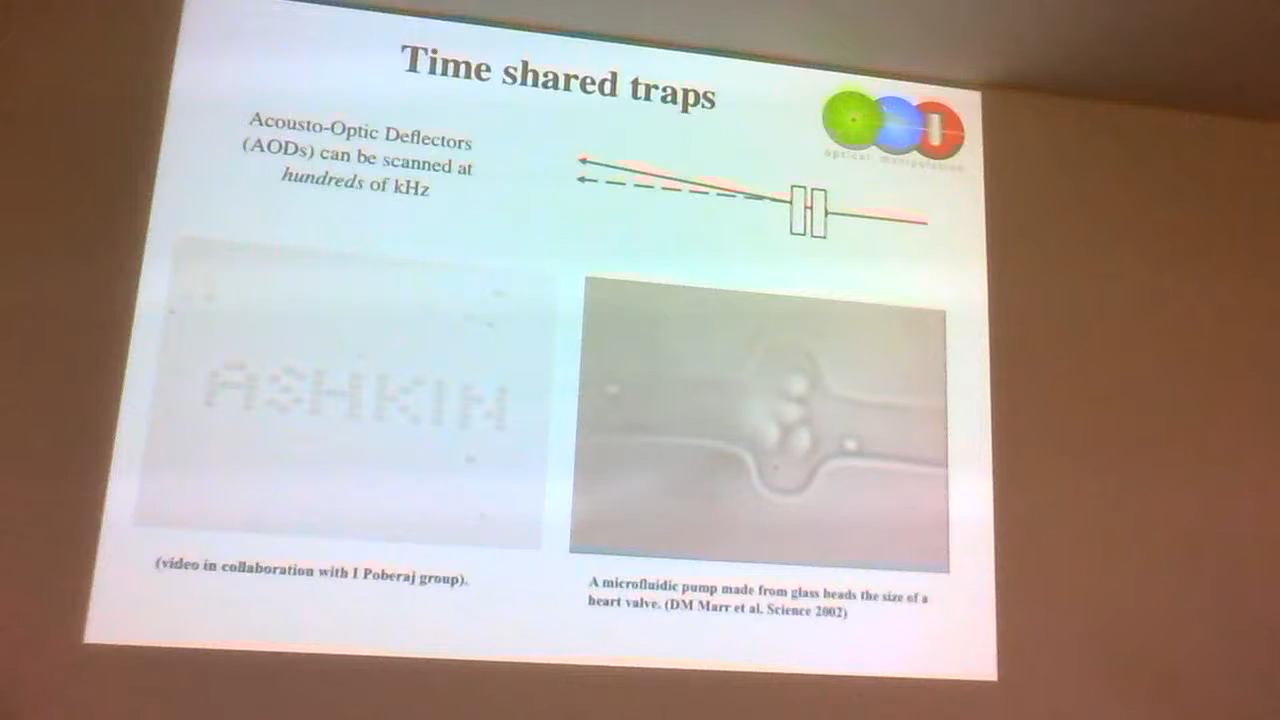 Time shared traps
Acousto-Optic Deflectors
(AODs) can be scanned at
hundreds of kHz
optical manipulation
ASHKIN
(video in collaboration with I Poberaj group).
A microfluidic pump made from glass beads the size of a
heart valve. (DM Marr et al. Science 2002)